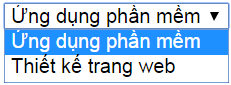 Ứng dụng phần mềm
Ứng dụng phần mềm
Thiết kế trang web